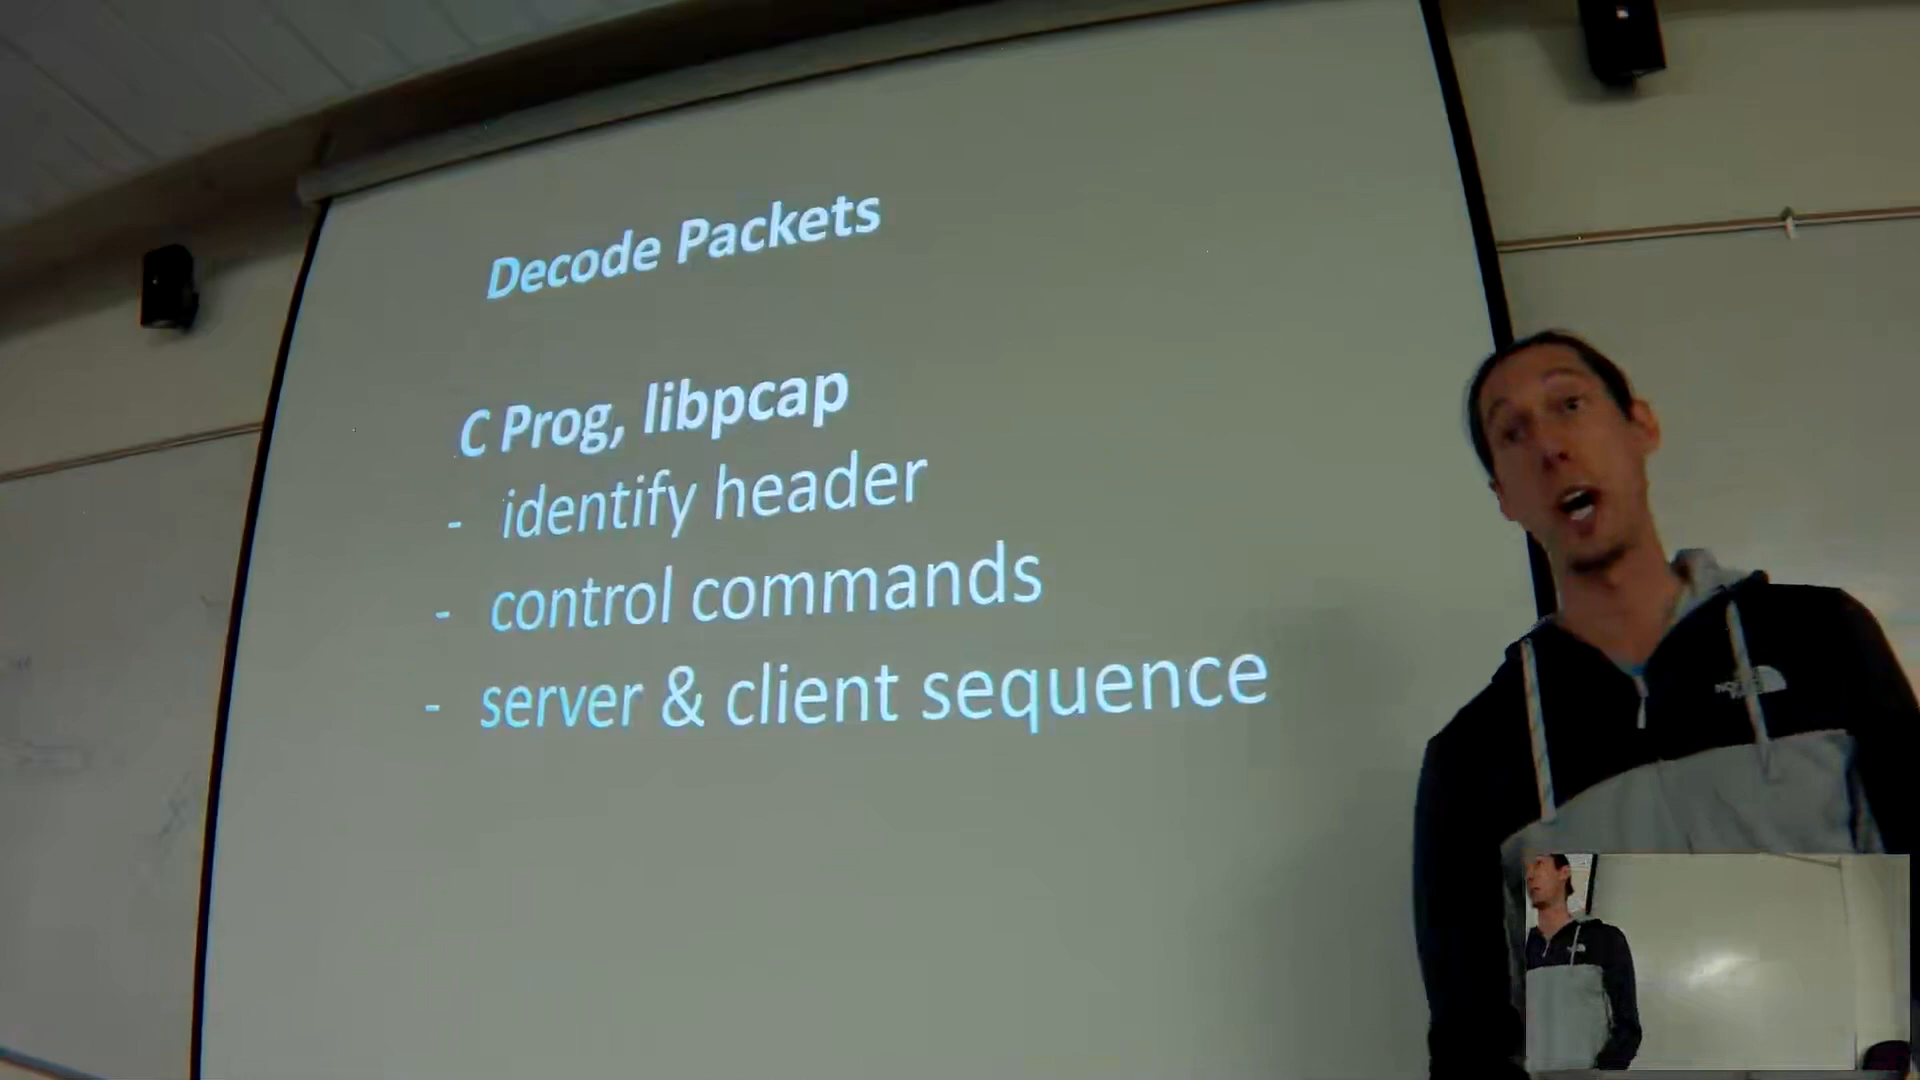 Decode Packets
C Prog, libpcap
- identify header
- control commands
- server & client sequence